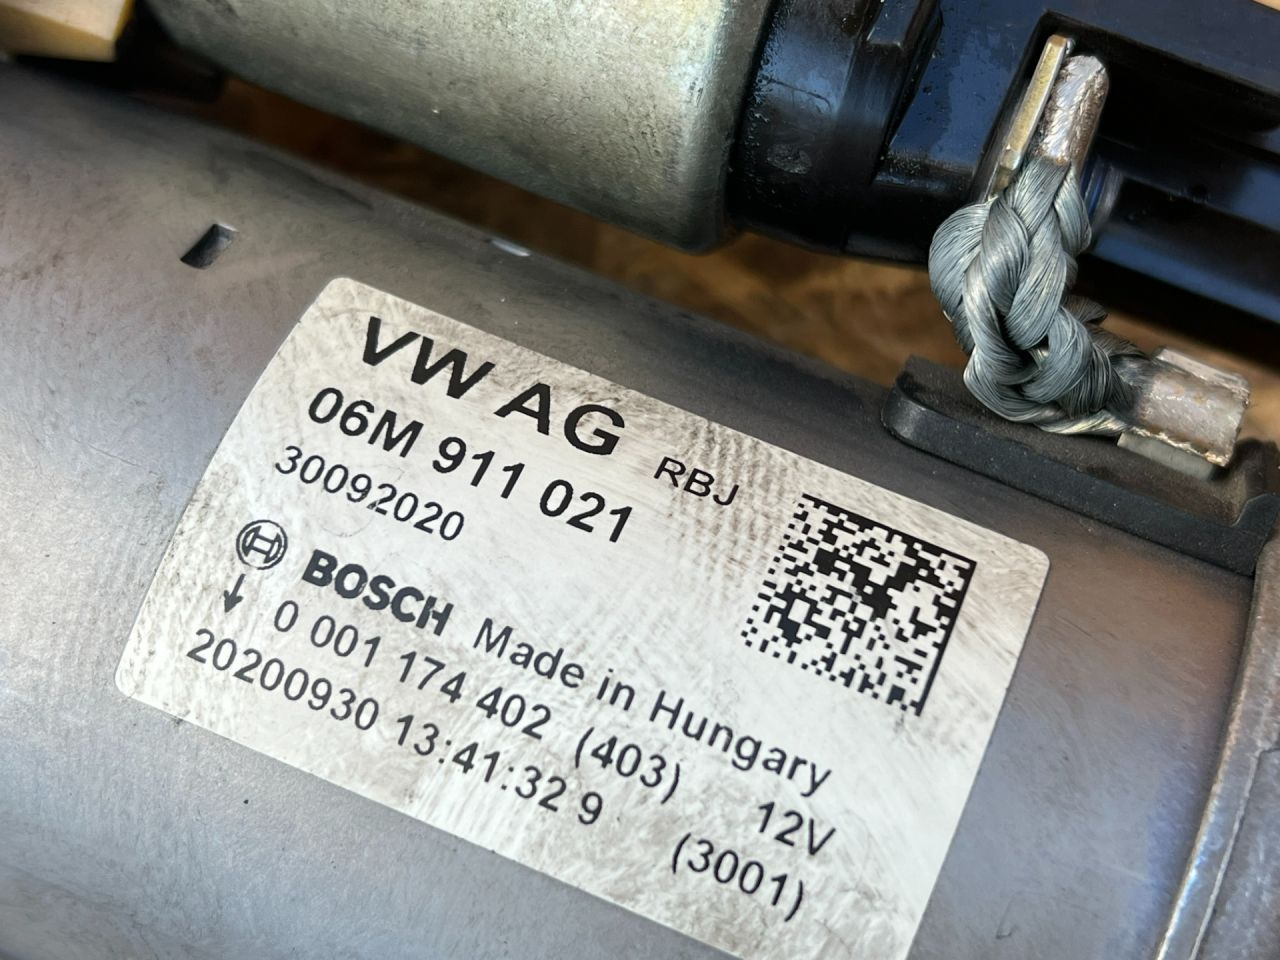 VW AG
06M 911 021 RBJ
30092020
BOSCH Made in Hungary
0 001 174 402 (403) 12V
20200930 13:41:32 9 (3001)